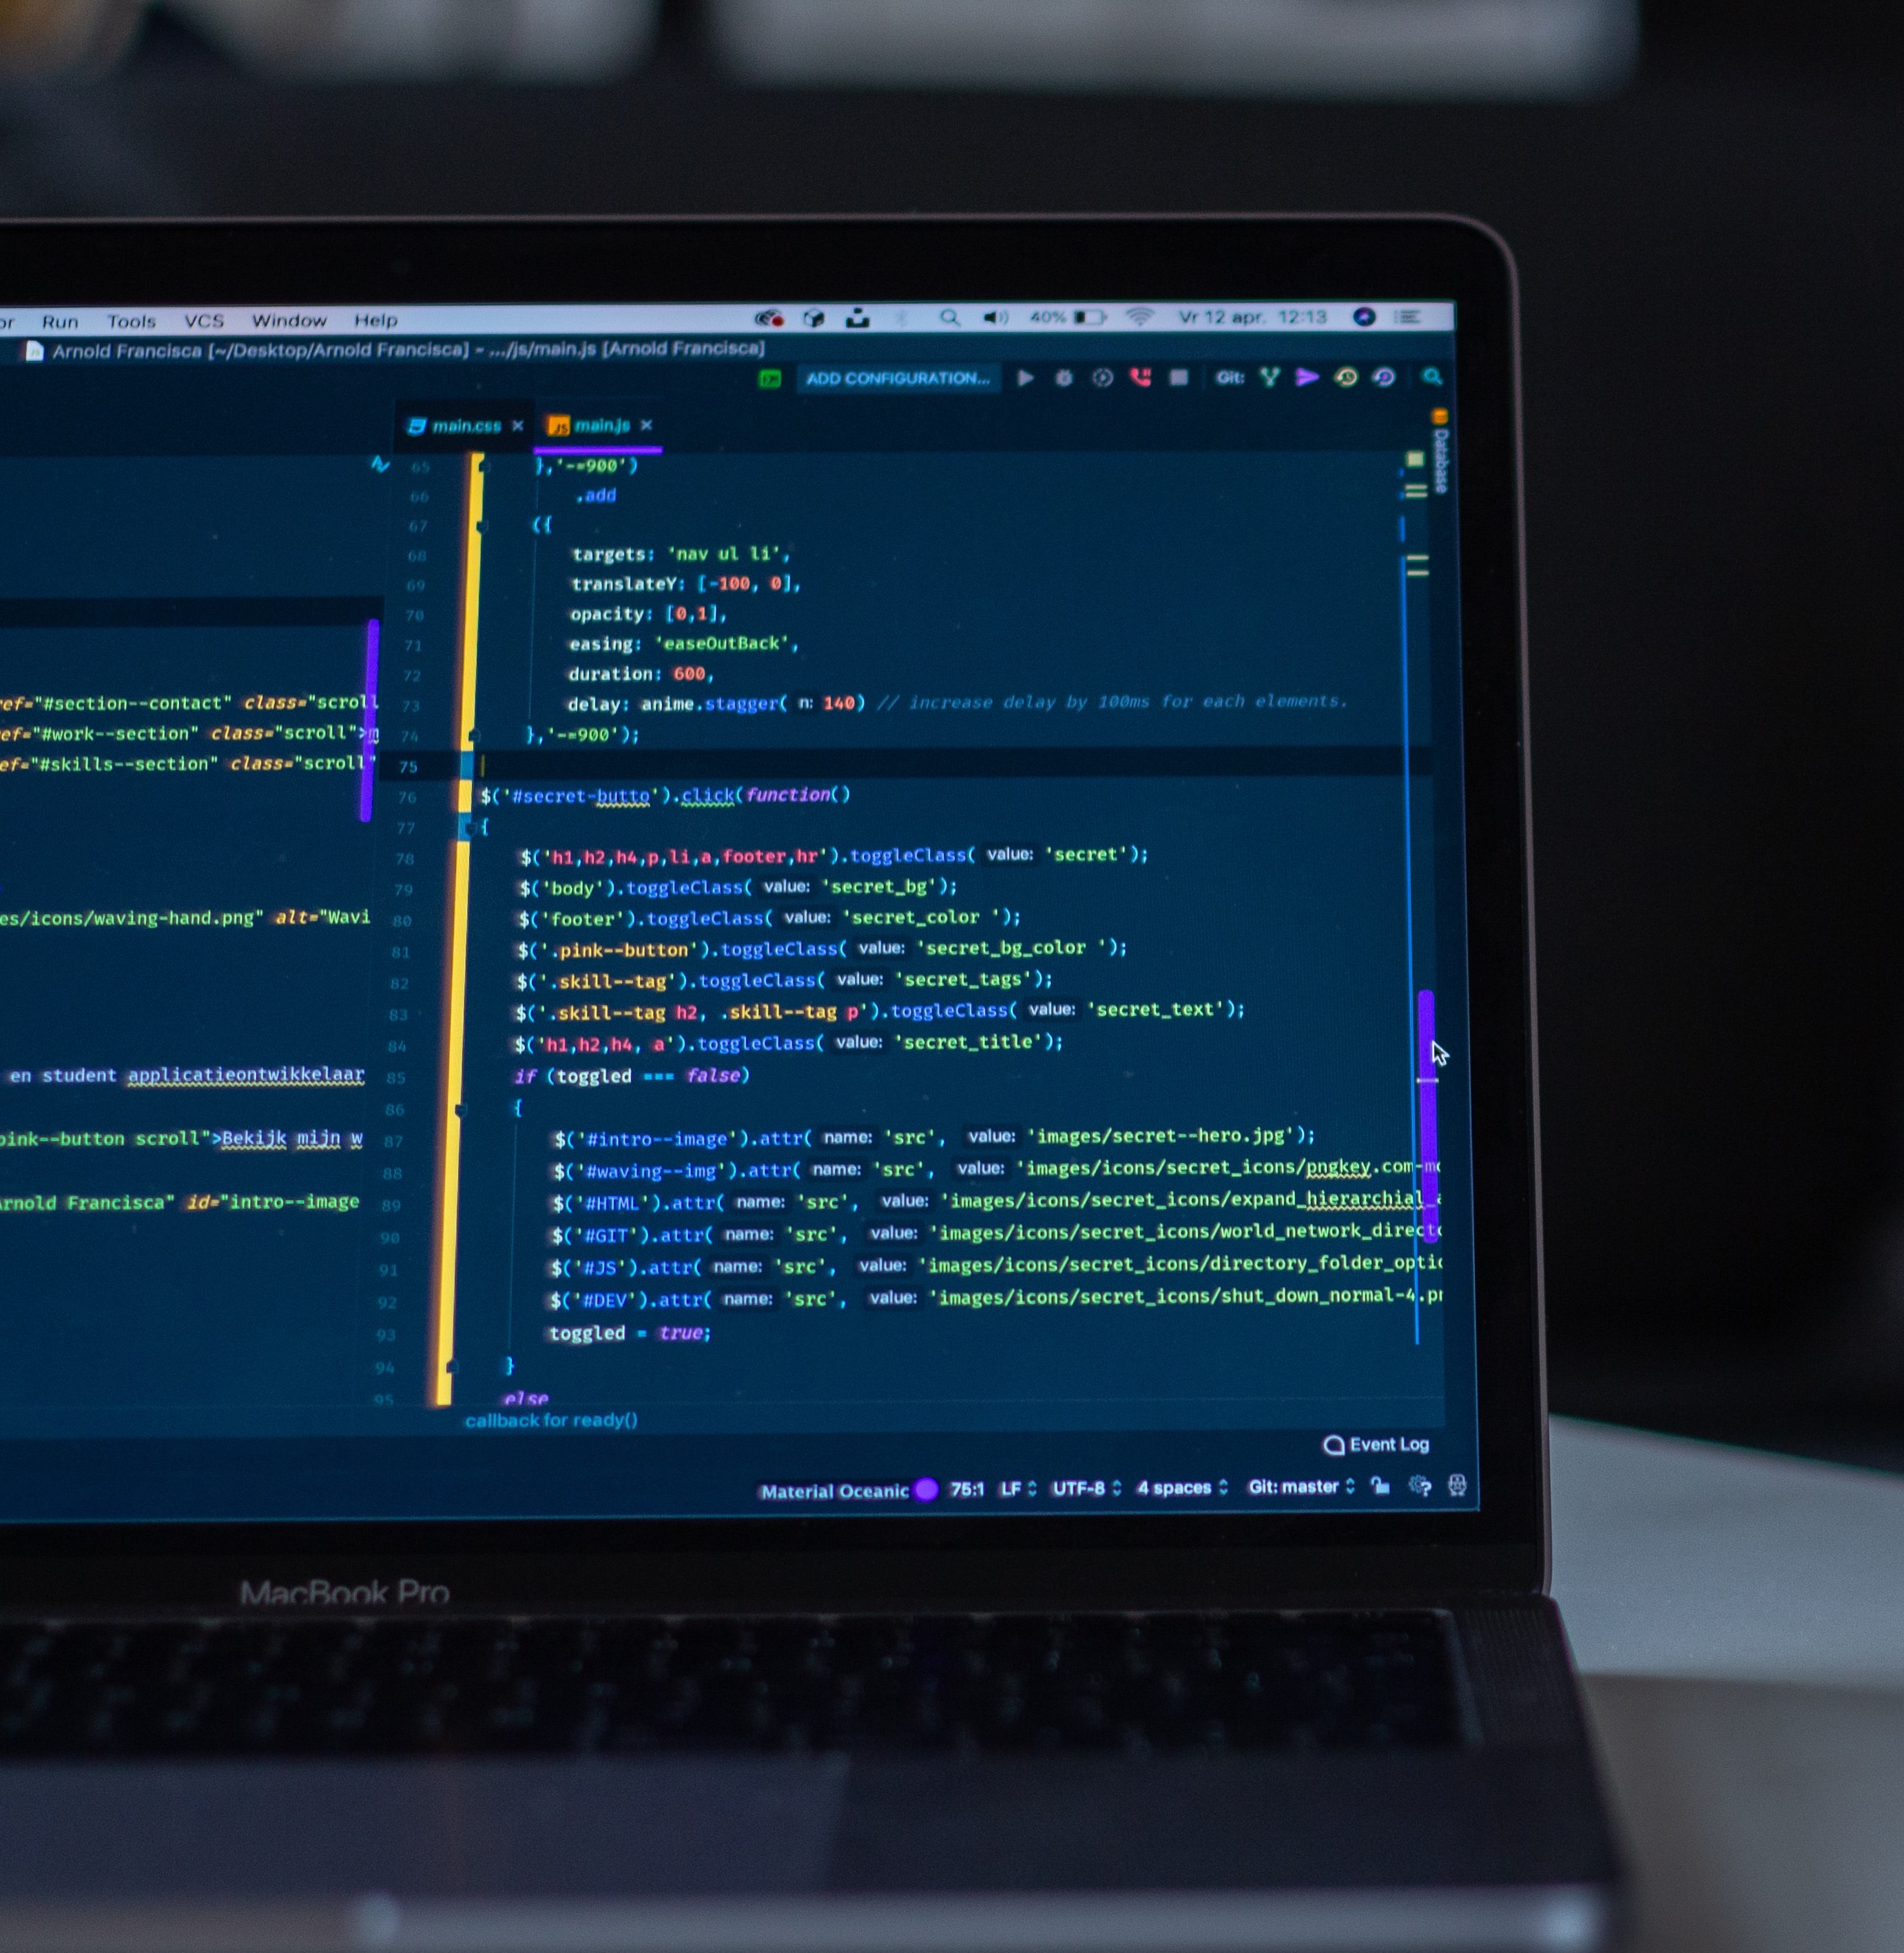 Run Tools VCS Window Help 40% Vr 12 apr. 12:13
Arnold Francisca [~/Desktop/Arnold Francisca] - .../js/main.js [Arnold Francisca]
ADD CONFIGURATION... Git:
main.css × JS main.js ×
Database
ef="#section--contact" class="scroll
ef="#work--section" class="scroll">m
ef="#skills--section" class="scroll"
es/icons/waving-hand.png" alt="Wavi
en student applicatieontwikkelaar
pink--button scroll">Bekijk mijn w
Arnold Francisca" id="intro--image
65 },'-=900')
66 .add
67 ({
68 targets: 'nav ul li',
69 translateY: [-100, 0],
70 opacity: [0,1],
71 easing: 'easeOutBack',
72 duration: 600,
73 delay: anime.stagger( n: 140) // increase delay by 100ms for each elements.
74 },'-=900');
75
76 $('#secret-butto').click(function()
77 {
78 $('h1,h2,h4,p,li,a,footer,hr').toggleClass( value: 'secret');
79 $('body').toggleClass( value: 'secret_bg');
80 $('footer').toggleClass( value: 'secret_color ');
81 $('.pink--button').toggleClass( value: 'secret_bg_color ');
82 $('.skill--tag').toggleClass( value: 'secret_tags');
83 $('.skill--tag h2, .skill--tag p').toggleClass( value: 'secret_text');
84 $('h1,h2,h4, a').toggleClass( value: 'secret_title');
85 if (toggled === false)
86 {
87 $('#intro--image').attr( name: 'src', value: 'images/secret--hero.jpg');
88 $('#waving--img').attr( name: 'src', value: 'images/icons/secret_icons/pngkey.com-mo
89 $('#HTML').attr( name: 'src', value: 'images/icons/secret_icons/expand_hierarchial_a
90 $('#GIT').attr( name: 'src', value: 'images/icons/secret_icons/world_network_directo
91 $('#JS').attr( name: 'src', value: 'images/icons/secret_icons/directory_folder_optio
92 $('#DEV').attr( name: 'src', value: 'images/icons/secret_icons/shut_down_normal-4.pn
93 toggled = true;
94 }
95 else
callback for ready()
Event Log
Material Oceanic 75:1 LF UTF-8 4 spaces Git: master
MacBook Pro